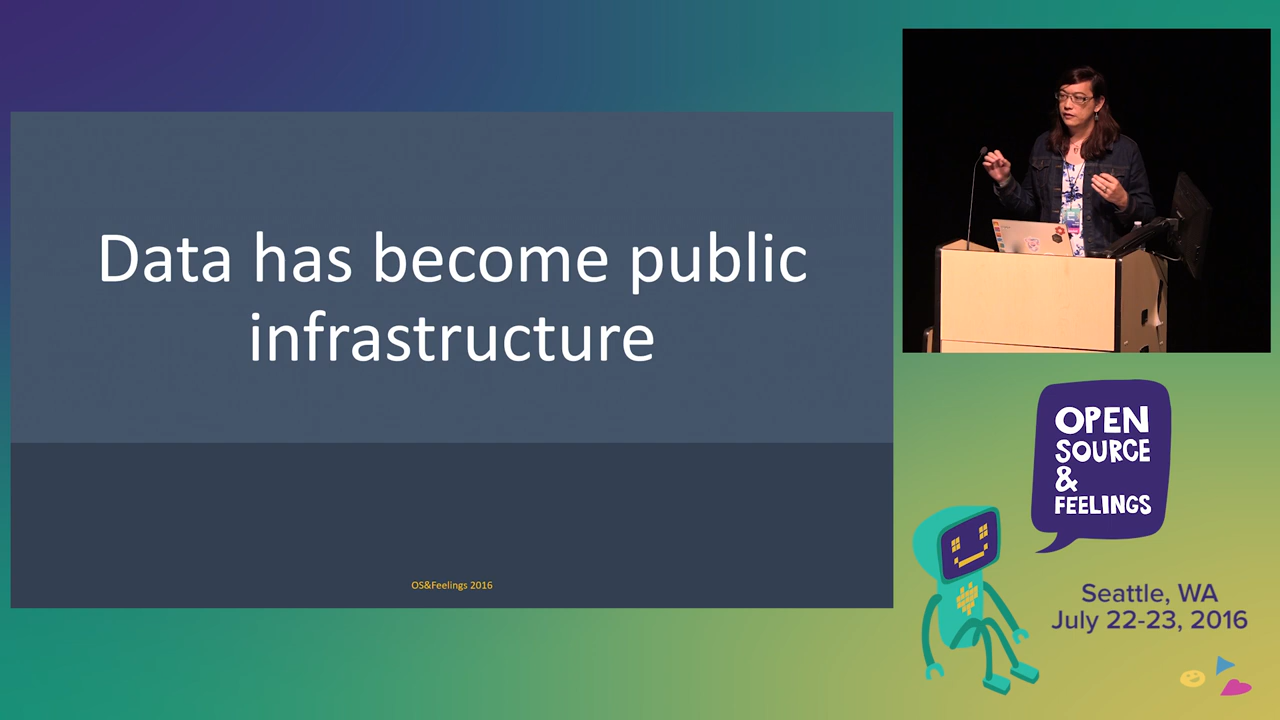 Data has become public
infrastructure
OS&Feelings 2016
OPEN
SOURCE
&
FEELINGS
Seattle, WA
July 22-23, 2016